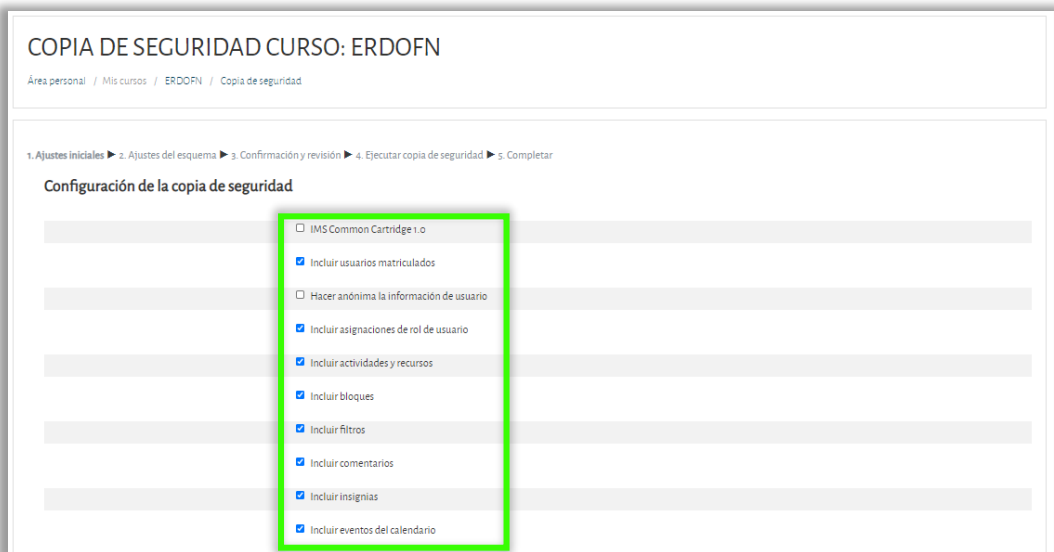 COPIA DE SEGURIDAD CURSO: ERDOFN
Área personal / Mis cursos / ERDOFN / Copia de seguridad
1. Ajustes iniciales ► 2. Ajustes del esquema ► 3. Confirmación y revisión ► 4. Ejecutar copia de seguridad ► 5. Completar
Configuración de la copia de seguridad
IMS Common Cartridge 1.0
Incluir usuarios matriculados
Hacer anónima la información de usuario
Incluir asignaciones de rol de usuario
Incluir actividades y recursos
Incluir bloques
Incluir filtros
Incluir comentarios
Incluir insignias
Incluir eventos del calendario